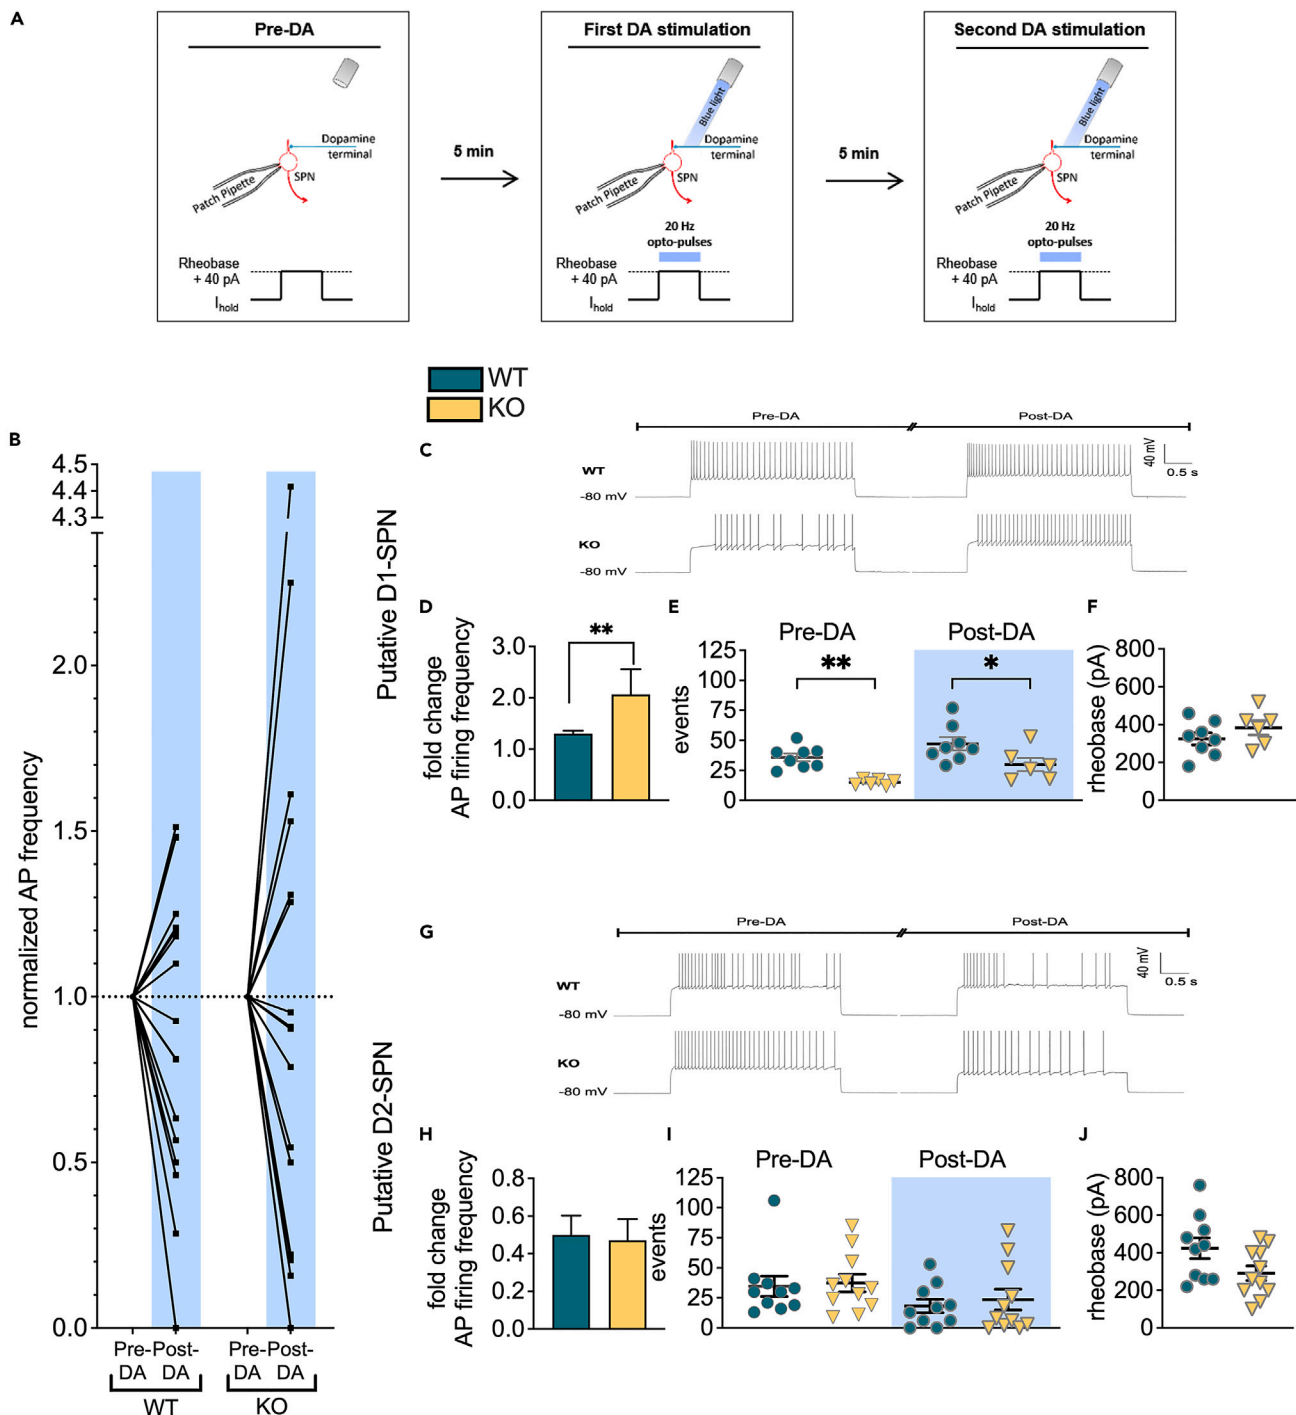 A
Pre-DA
First DA stimulation
Second DA stimulation
Blue light
Blue light
Dopamine
terminal
Dopamine
terminal
Dopamine
terminal
5 min
5 min
SPN
SPN
SPN
Patch Pipette
Patch Pipette
Patch Pipette
20 Hz
opto-pulses
20 Hz
opto-pulses
Rheobase
+ 40 pA
Ihold
Rheobase
+ 40 pA
Ihold
Rheobase
+ 40 pA
Ihold
WT
KO
B
4.5
4.4
4.3
2.0
1.5
1.0
0.5
0.0
normalized AP frequency
Pre-Post-
DA DA
WT
Pre-Post-
DA DA
KO
Putative D1-SPN
Putative D2-SPN
C
Pre-DA
Post-DA
WT
-80 mV
KO
-80 mV
40 mV
0.5 s
D
fold change
AP firing frequency
3.0
2.0
1.0
0.0
**
E
Pre-DA
Post-DA
events
125
100
75
50
25
0
**
*
F
rheobase (pA)
800
600
400
200
0
G
Pre-DA
Post-DA
WT
-80 mV
KO
-80 mV
40 mV
0.5 s
H
fold change
AP firing frequency
0.8
0.6
0.4
0.2
0.0
I
Pre-DA
Post-DA
events
125
100
75
50
25
0
J
rheobase (pA)
800
600
400
200
0